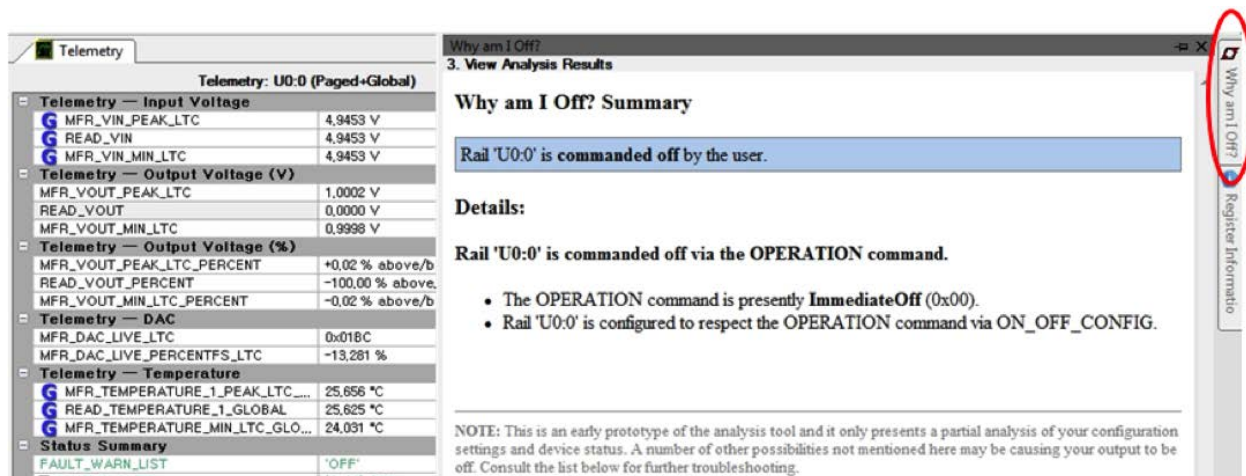 Telemetry
Telemetry: U0:0 (Paged+Global)
Telemetry — Input Voltage
G MFR_VIN_PEAK_LTC 4,9453 V
G READ_VIN 4,9453 V
G MFR_VIN_MIN_LTC 4,9453 V
Telemetry — Output Voltage (V)
MFR_VOUT_PEAK_LTC 1,0002 V
READ_VOUT 0,0000 V
MFR_VOUT_MIN_LTC 0,9998 V
Telemetry — Output Voltage (%)
MFR_VOUT_PEAK_LTC_PERCENT +0,02 % above/b
READ_VOUT_PERCENT -100,00 % above,
MFR_VOUT_MIN_LTC_PERCENT -0,02 % above/b
Telemetry — DAC
MFR_DAC_LIVE_LTC 0x018C
MFR_DAC_LIVE_PERCENTFS_LTC -13,281 %
Telemetry — Temperature
G MFR_TEMPERATURE_1_PEAK_LTC_... 25,656 °C
G READ_TEMPERATURE_1_GLOBAL 25,625 °C
G MFR_TEMPERATURE_MIN_LTC_GLO... 24,031 °C
Status Summary
FAULT_WARN_LIST 'OFF'
Why am I Off?
3. View Analysis Results
Why am I Off? Summary
Rail 'U0:0' is commanded off by the user.
Details:
Rail 'U0:0' is commanded off via the OPERATION command.
• The OPERATION command is presently ImmediateOff (0x00).
• Rail 'U0:0' is configured to respect the OPERATION command via ON_OFF_CONFIG.
NOTE: This is an early prototype of the analysis tool and it only presents a partial analysis of your configuration
settings and device status. A number of other possibilities not mentioned here may be causing your output to be
off. Consult the list below for further troubleshooting.
Why am I Off?
Register Informatio